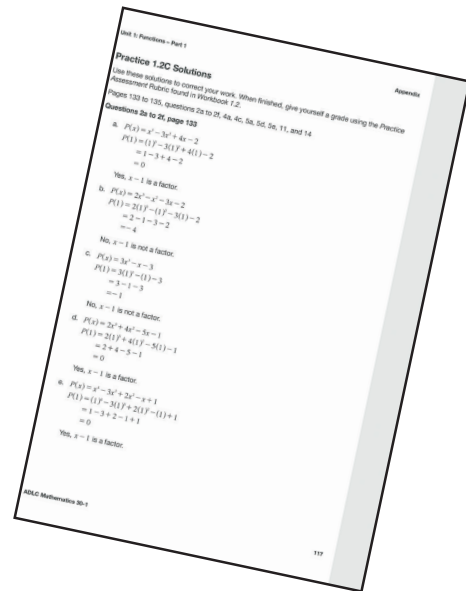 Unit 1: Functions – Part 1
Appendix
Practice 1.2C Solutions
Use these solutions to correct your work. When finished, give yourself a grade using the Practice
Assessment Rubric found in Workbook 1.2.
Pages 133 to 135, questions 2a to 2f, 4a, 4c, 5a, 5d, 5e, 11, and 14
Questions 2a to 2f, page 133
a. P(x) = x³ − 3x² + 4x − 2
P(1) = (1)³ − 3(1)² + 4(1) − 2
= 1 − 3 + 4 − 2
= 0
Yes, x − 1 is a factor.
b. P(x) = 2x³ − x² − 3x − 2
P(1) = 2(1)³ − (1)² − 3(1) − 2
= 2 − 1 − 3 − 2
= − 4
No, x − 1 is not a factor.
c. P(x) = 3x³ − x − 3
P(1) = 3(1)³ − (1) − 3
= 3 − 1 − 3
= − 1
No, x − 1 is not a factor.
d. P(x) = 2x³ + 4x² − 5x − 1
P(1) = 2(1)³ + 4(1)² − 5(1) − 1
= 2 + 4 − 5 − 1
= 0
Yes, x − 1 is a factor.
e. P(x) = x⁴ − 3x³ + 2x² − x + 1
P(1) = (1)⁴ − 3(1)³ + 2(1)² − (1) + 1
= 1 − 3 + 2 − 1 + 1
= 0
Yes, x − 1 is a factor.
ADLC Mathematics 30-1
117